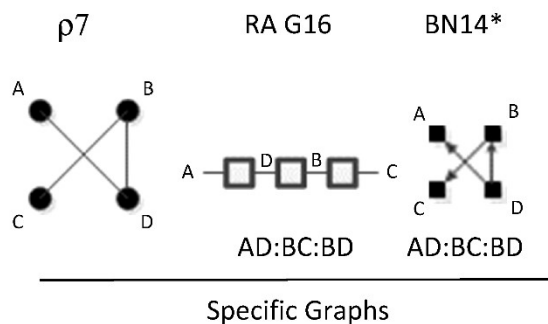 ρ7 RA G16 BN14*
A B A B
A D B C
C D C D
AD:BC:BD AD:BC:BD
Specific Graphs